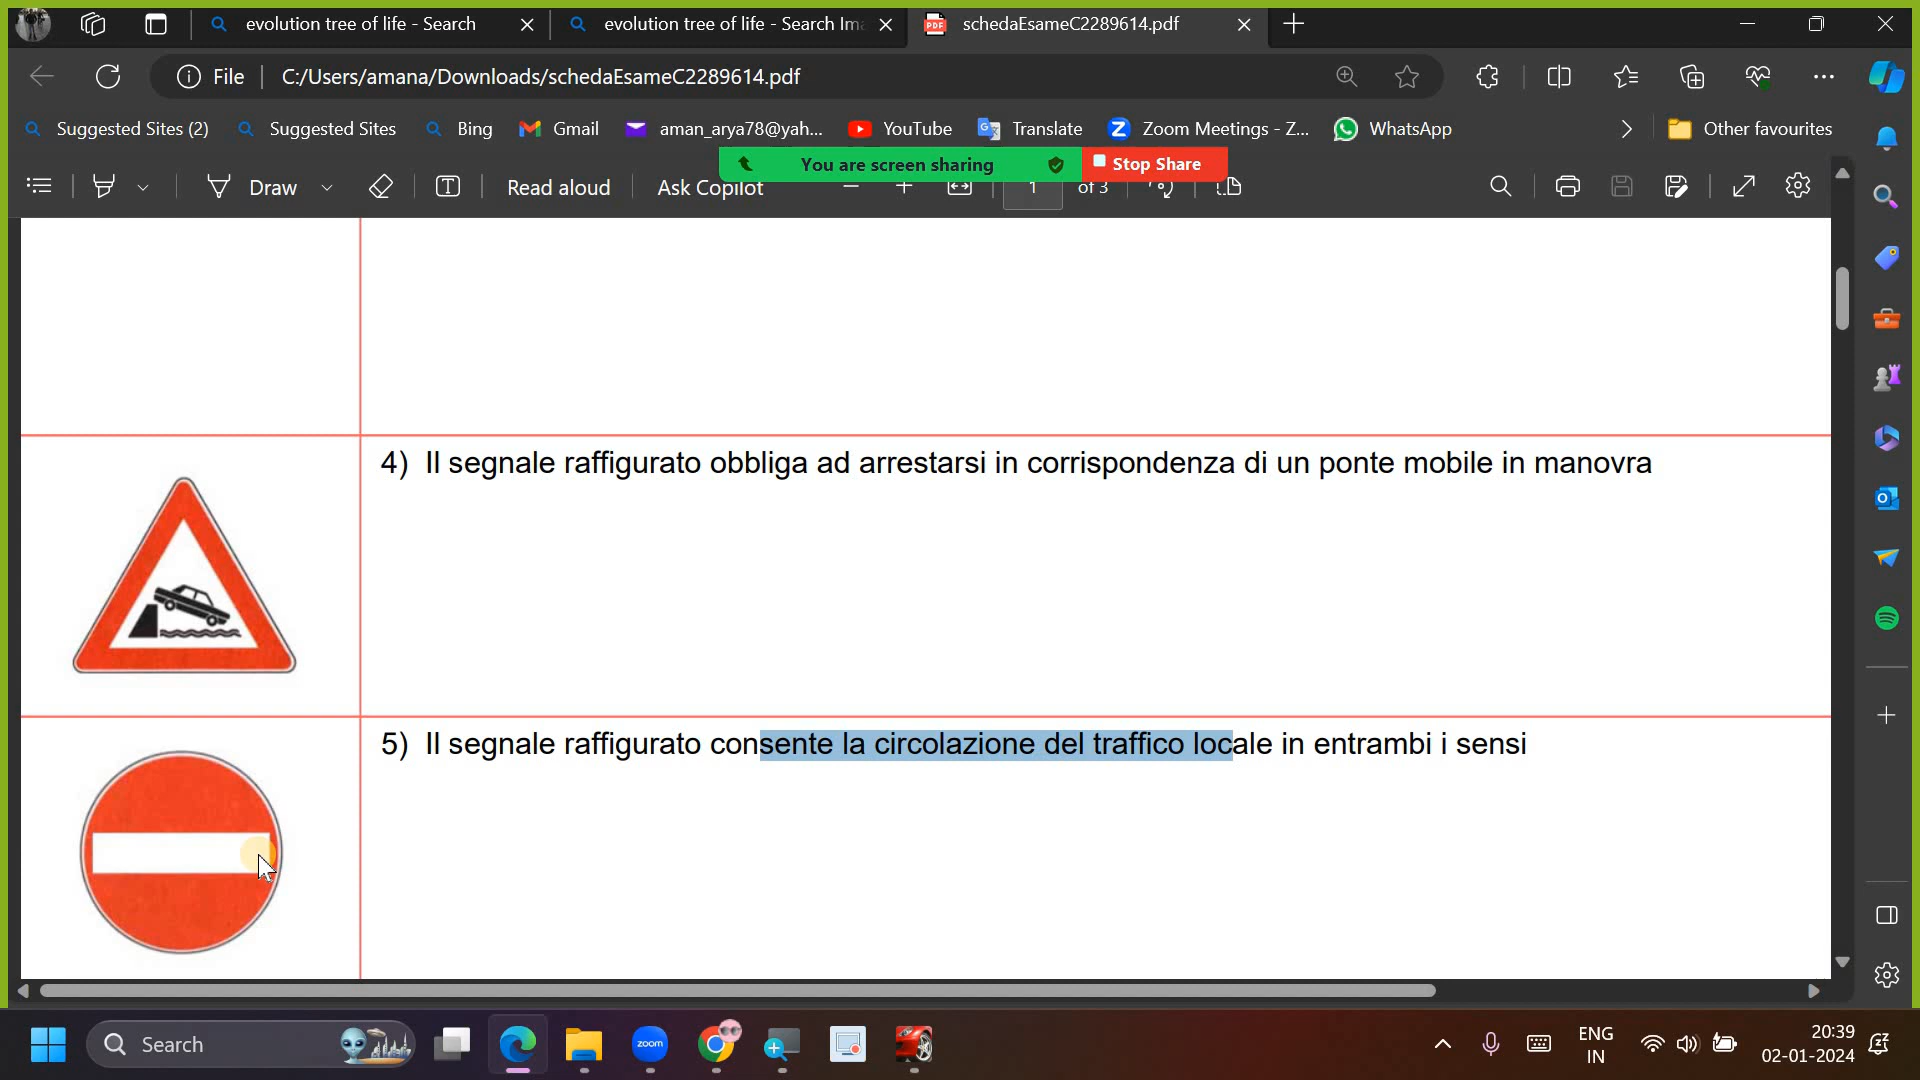 evolution tree of life - Search
evolution tree of life - Search Ima
schedaEsameC2289614.pdf
File
C:/Users/amana/Downloads/schedaEsameC2289614.pdf
Suggested Sites (2)
Suggested Sites
Bing
Gmail
aman_arya78@yah...
YouTube
Translate
Zoom Meetings - Z...
WhatsApp
Other favourites
You are screen sharing
Stop Share
Draw
Read aloud
Ask Copilot
1
of 3
4) Il segnale raffigurato obbliga ad arrestarsi in corrispondenza di un ponte mobile in manovra
5) Il segnale raffigurato consente la circolazione del traffico locale in entrambi i sensi
Search
zoom
ENG
IN
20:39
02-01-2024